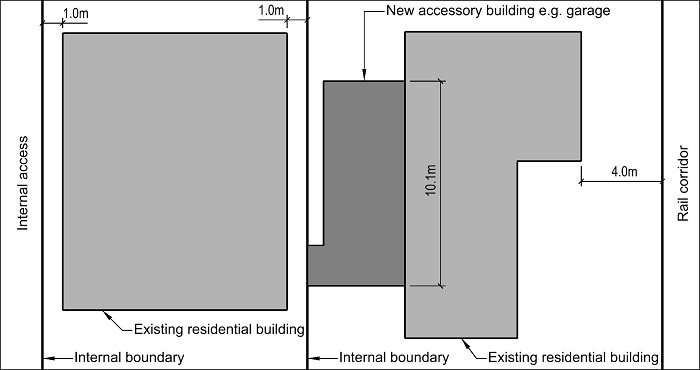 1.0m
1.0m
New accessory building e.g. garage
Internal access
10.1m
4.0m
Rail corridor
Existing residential building
Internal boundary
Internal boundary
Existing residential building